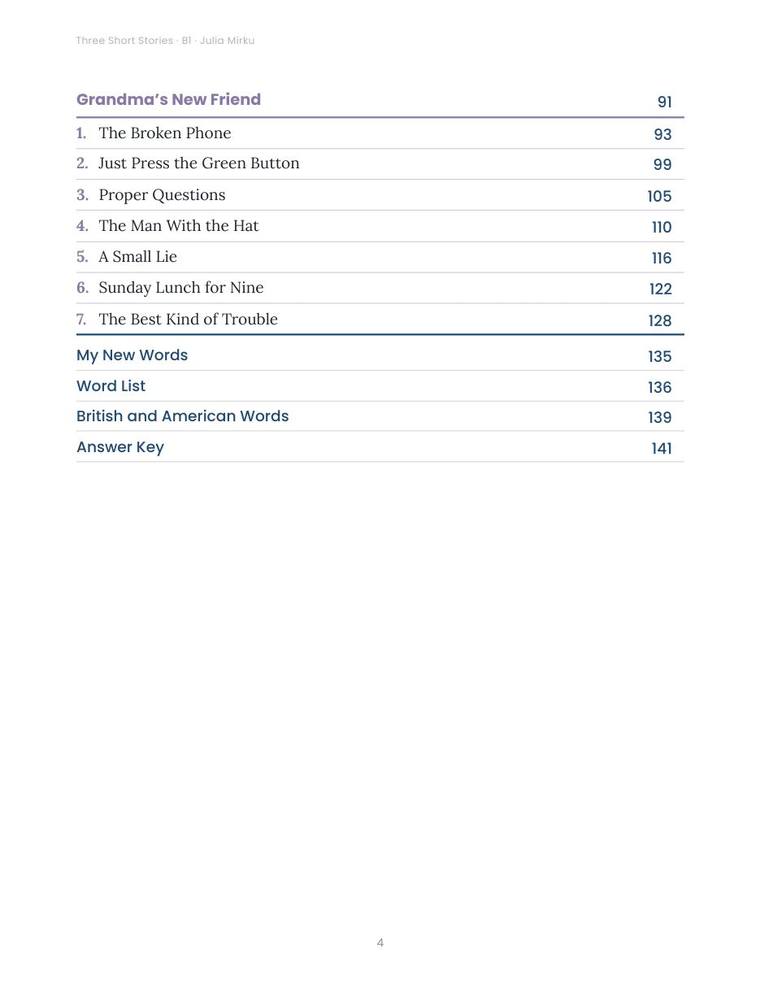 Three Short Stories · B1 · Julia Mirku
Grandma’s New Friend 91
1. The Broken Phone 93
2. Just Press the Green Button 99
3. Proper Questions 105
4. The Man With the Hat 110
5. A Small Lie 116
6. Sunday Lunch for Nine 122
7. The Best Kind of Trouble 128
My New Words 135
Word List 136
British and American Words 139
Answer Key 141
4